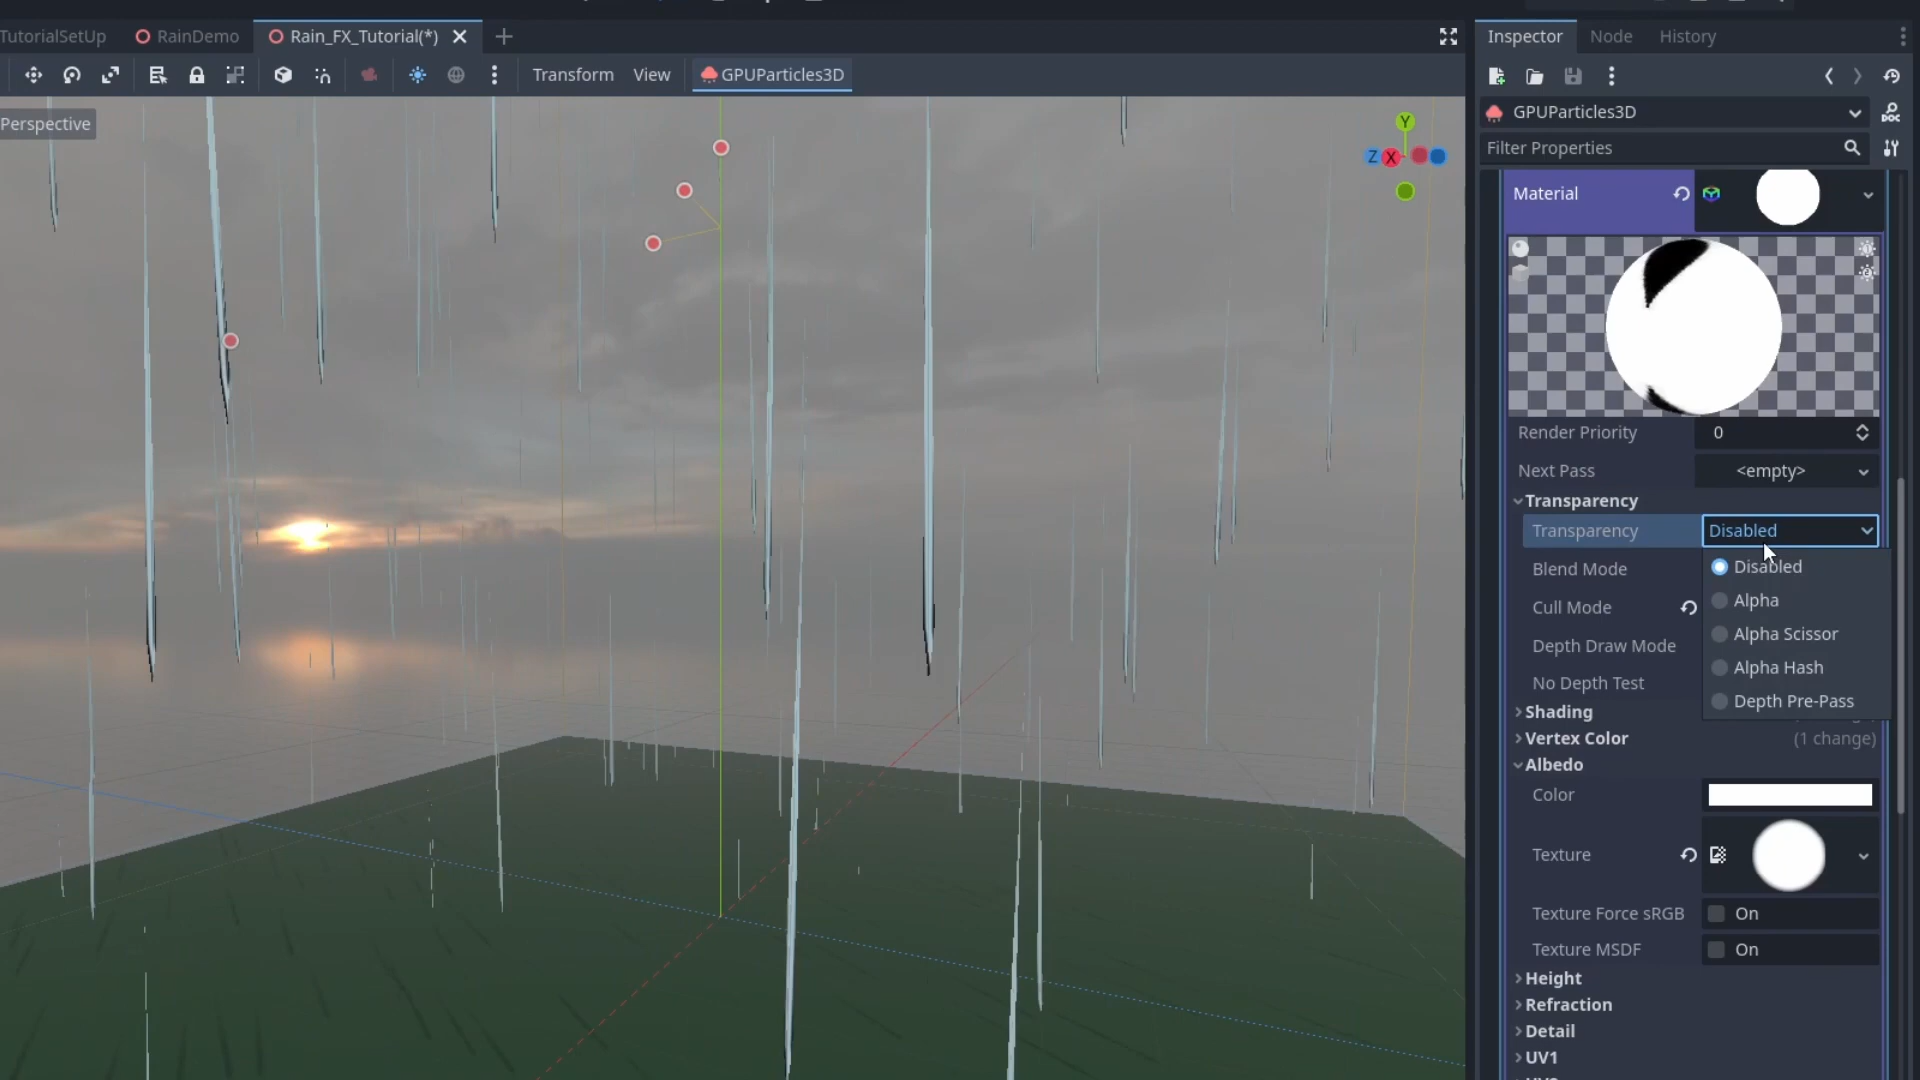 TutorialSetUp
RainDemo
Rain_FX_Tutorial(*)
Transform
View
GPUParticles3D
Perspective
Y
Z
X
Inspector
Node
History
GPUParticles3D
DOC
Filter Properties
Material
Render Priority
0
Next Pass
<empty>
Transparency
Transparency
Disabled
Disabled
Blend Mode
Alpha
Cull Mode
Alpha Scissor
Depth Draw Mode
Alpha Hash
No Depth Test
Depth Pre-Pass
Shading
Vertex Color
(1 change)
Albedo
Color
Texture
Texture Force sRGB
On
Texture MSDF
On
Height
Refraction
Detail
UV1